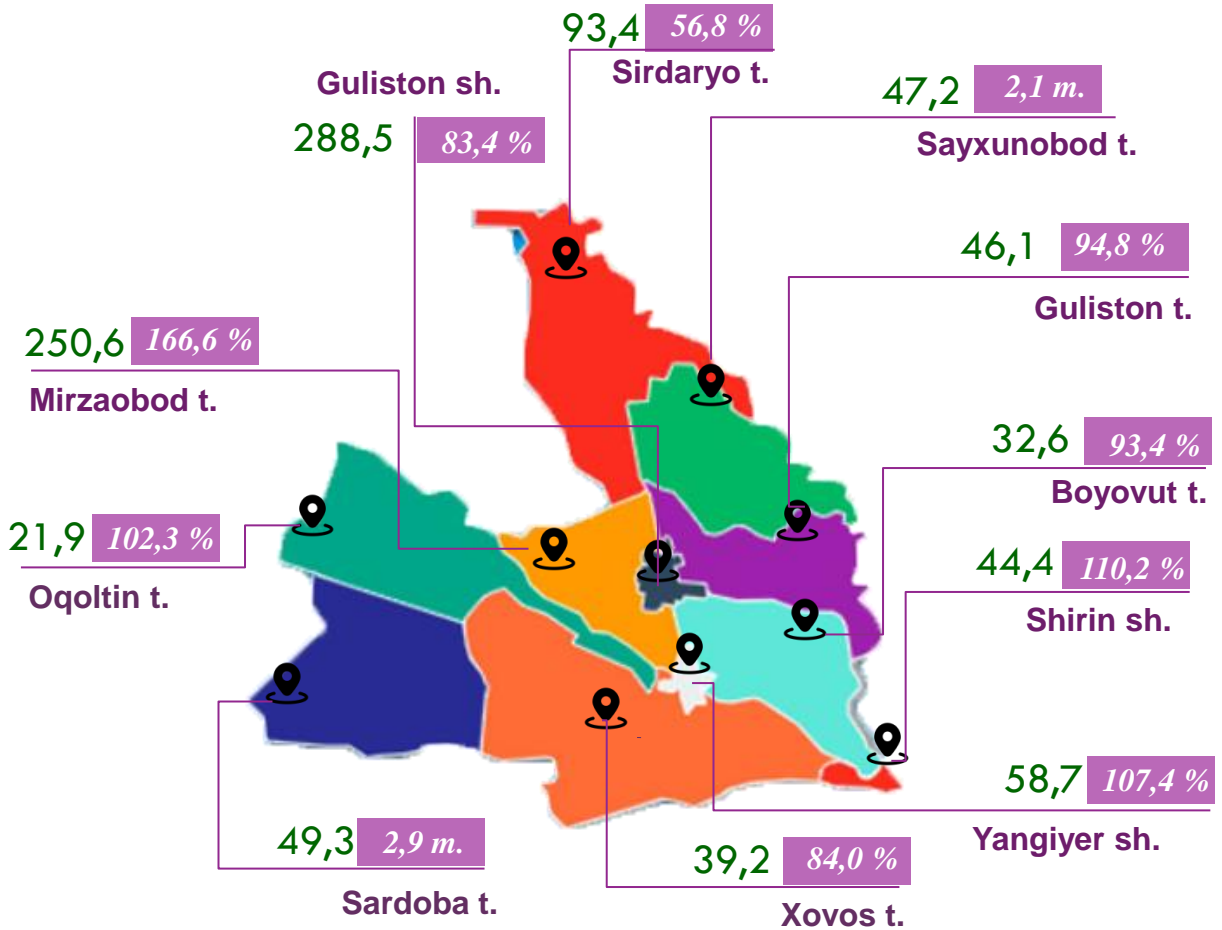 93,4 56,8 %
Sirdaryo t.
Guliston sh.
288,5 83,4 %
47,2 2,1 m.
Sayxunobod t.
46,1 94,8 %
Guliston t.
250,6 166,6 %
Mirzaobod t.
32,6 93,4 %
Boyovut t.
21,9 102,3 %
Oqoltin t.
44,4 110,2 %
Shirin sh.
58,7 107,4 %
Yangiyer sh.
49,3 2,9 m.
Sardoba t.
39,2 84,0 %
Xovos t.